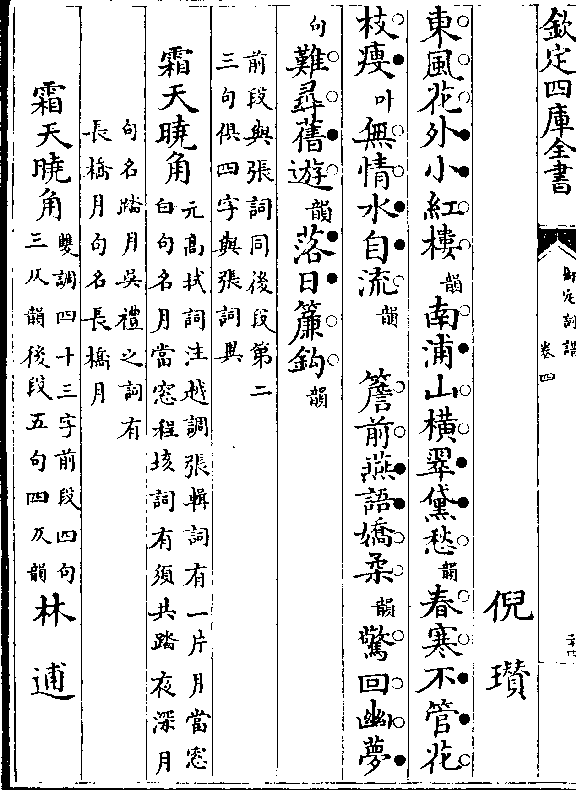 欽定四庫全書
御定詞譜
卷四
倪瓚
東風花外小紅樓韻南浦山橫翠黛愁韻春寒不管花
枝瘦叶無情水自流韻 簷前燕語嬌柔韻驚回幽夢
句難尋舊遊韻落日簾鈎韻
前段與張詞同後段第二
三句俱四字與張詞異
霜天曉角
元高拭詞注越調張輯詞有一片月當窓
白句名月當窓程垓詞有須共踏夜深月
句名踏月吳禮之詞有
長橋月句名長橋月
霜天曉角
雙調四十三字前段四句
三仄韻後段五句四仄韻
林逋